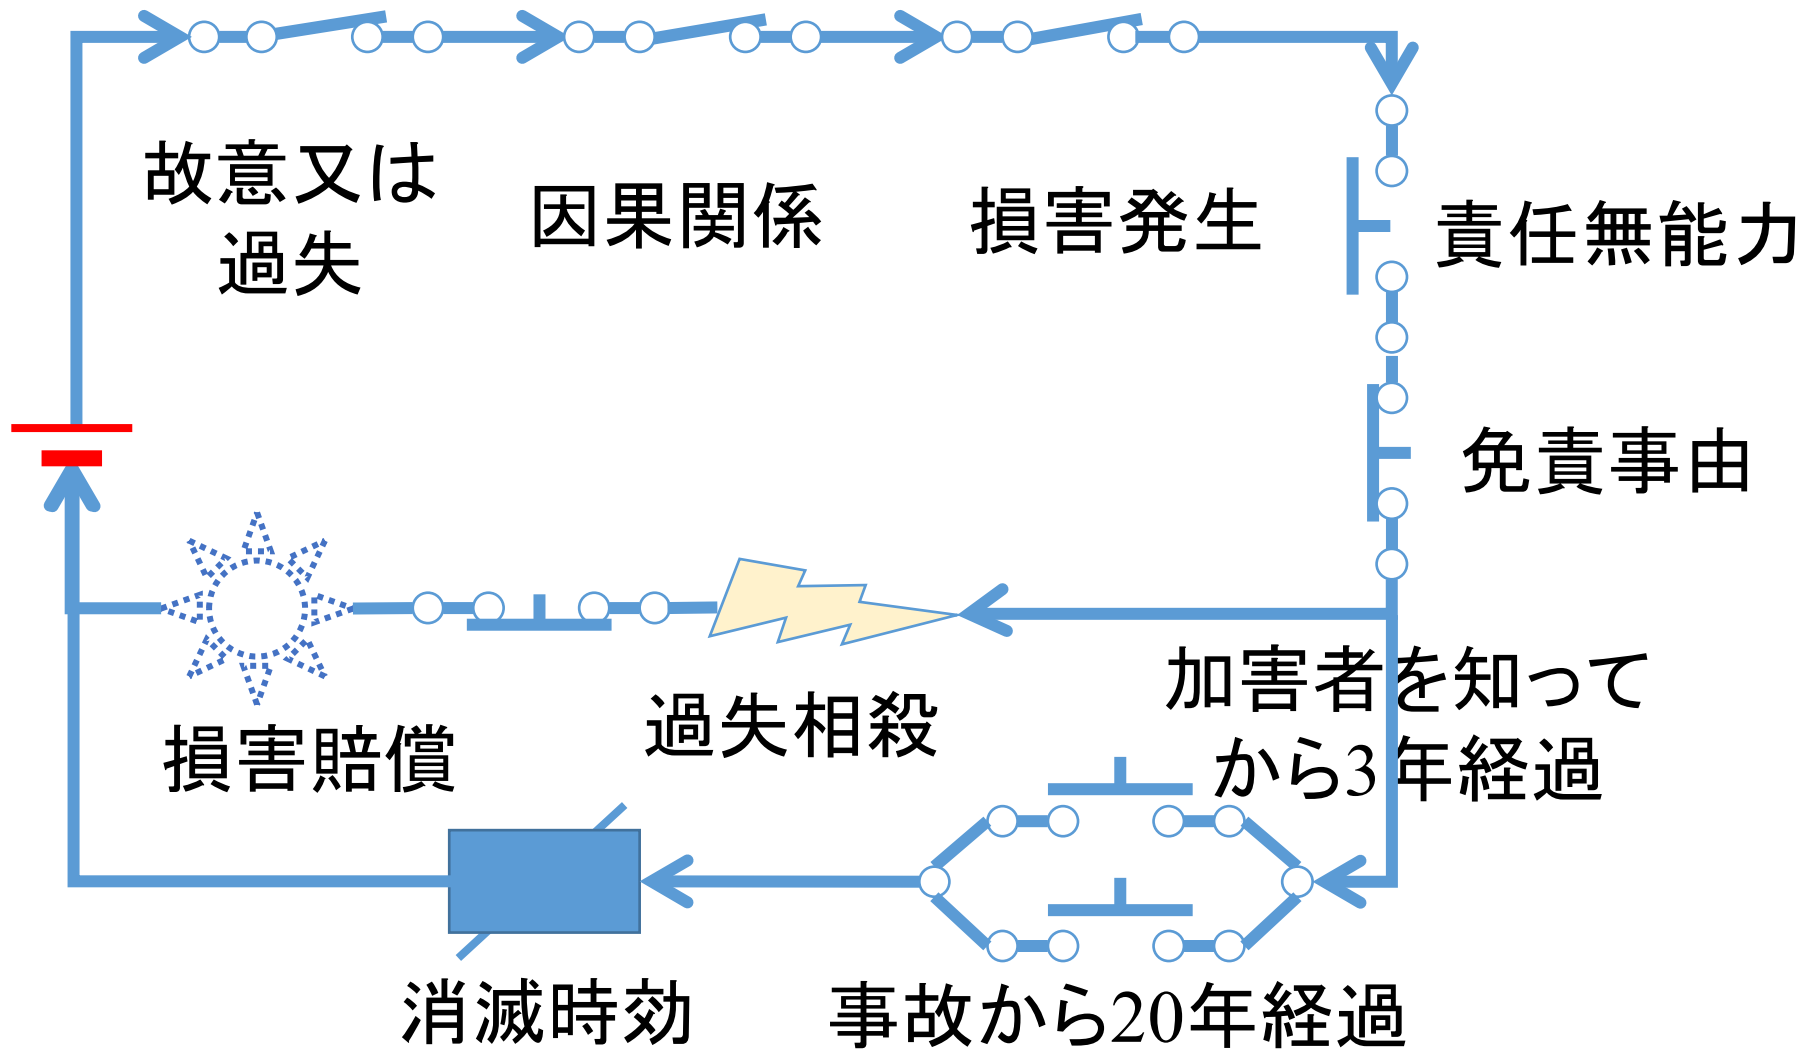 故意又は
過失
因果関係
損害発生
責任無能力
免責事由
加害者を知って
から3年経過
過失相殺
損害賠償
消滅時効
事故から20年経過